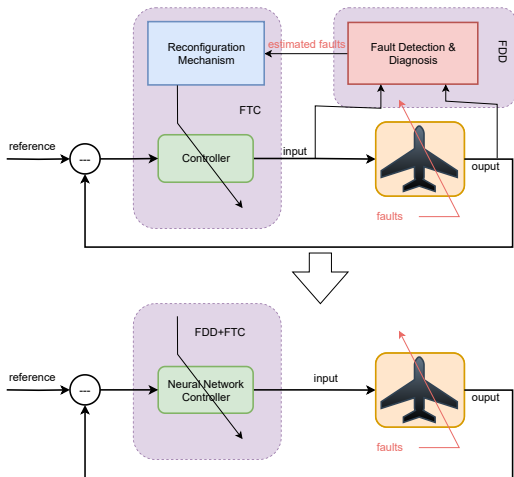 Reconfiguration
Mechanism
estimated faults
Fault Detection &
Diagnosis
FDD
FTC
reference
---
Controller
input
ouput
faults
FDD+FTC
reference
---
Neural Network
Controller
input
ouput
faults